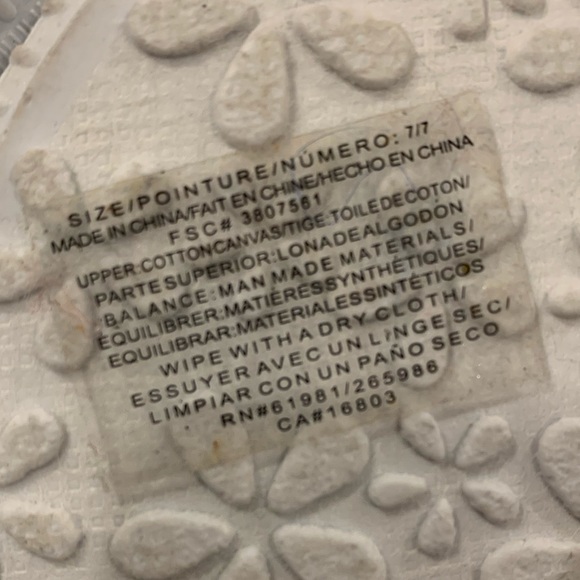 SIZE/POINTURE/NÚMERO: 7/7
MADE IN CHINA/FAIT EN CHINE/HECHO EN CHINA
FSC# 3807561
UPPER:COTTONCANVAS/TIGE:TOILEDECOTON/
PARTESUPERIOR:LONADEALGODÓN
BALANCE:MAN MADE MATERIALS/
ÉQUILIBRER:MATIÈRESSYNTHÉTIQUES/
EQUILIBRAR:MATERIALESSINTÉTICOS
WIPE WITH A DRY CLOTH/
ESSUYER AVEC UN LINGE SEC/
LIMPIAR CON UN PAÑO SECO
RN#61981/265986
CA#16803